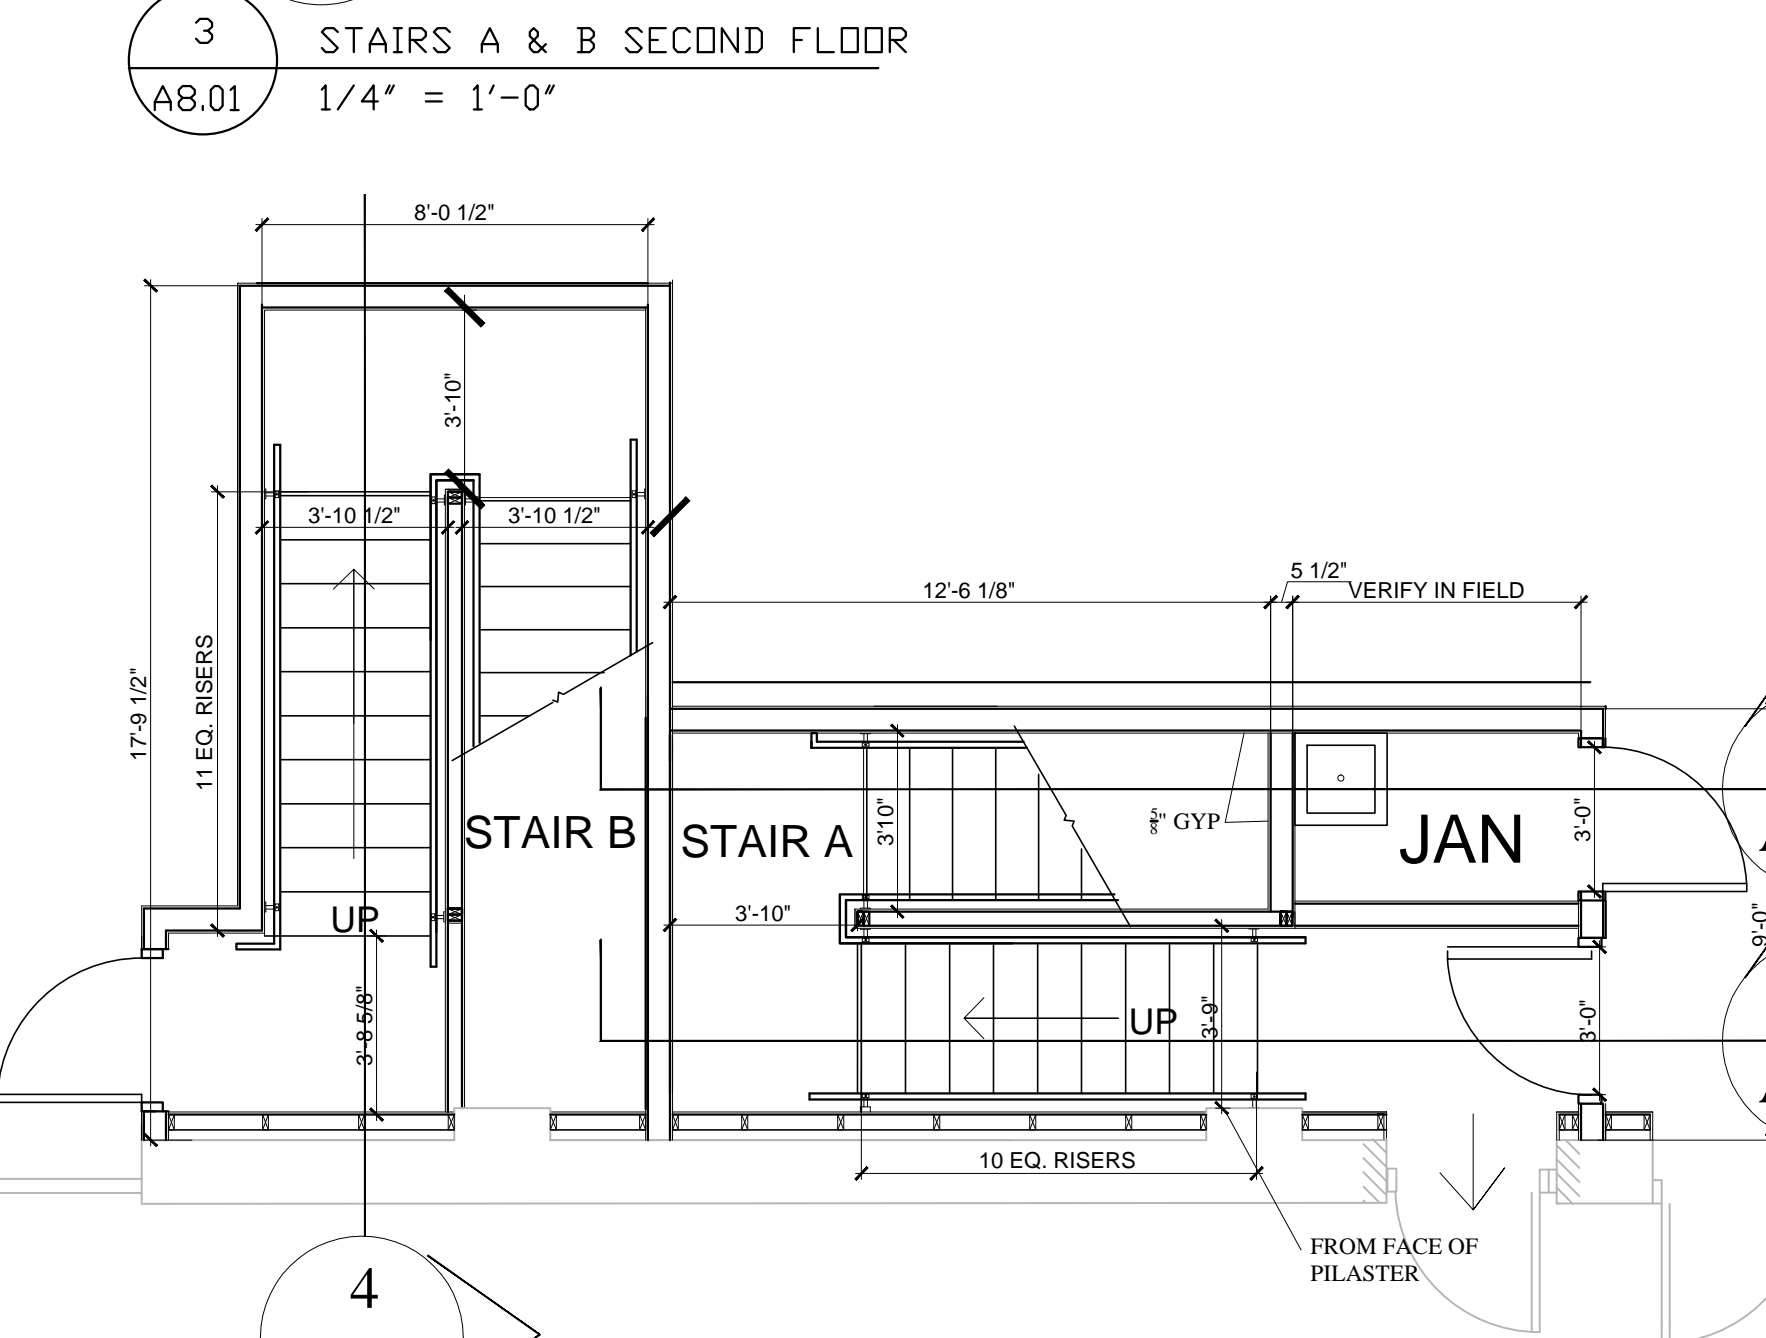 3
STAIRS A & B SECOND FLOOR
A8.01
1/4" = 1'-0"
8'-0 1/2"
3'-10"
3'-10 1/2"
3'-10 1/2"
5 1/2"
12'-6 1/8"
VERIFY IN FIELD
17'-9 1/2"
11 EQ. RISERS
STAIR B
STAIR A
3'10"
5/8" GYP
JAN
3'-0"
UP
3'-10"
9'-0"
3'-8 5/8"
UP
3'-9"
3'-0"
10 EQ. RISERS
FROM FACE OF
PILASTER
4